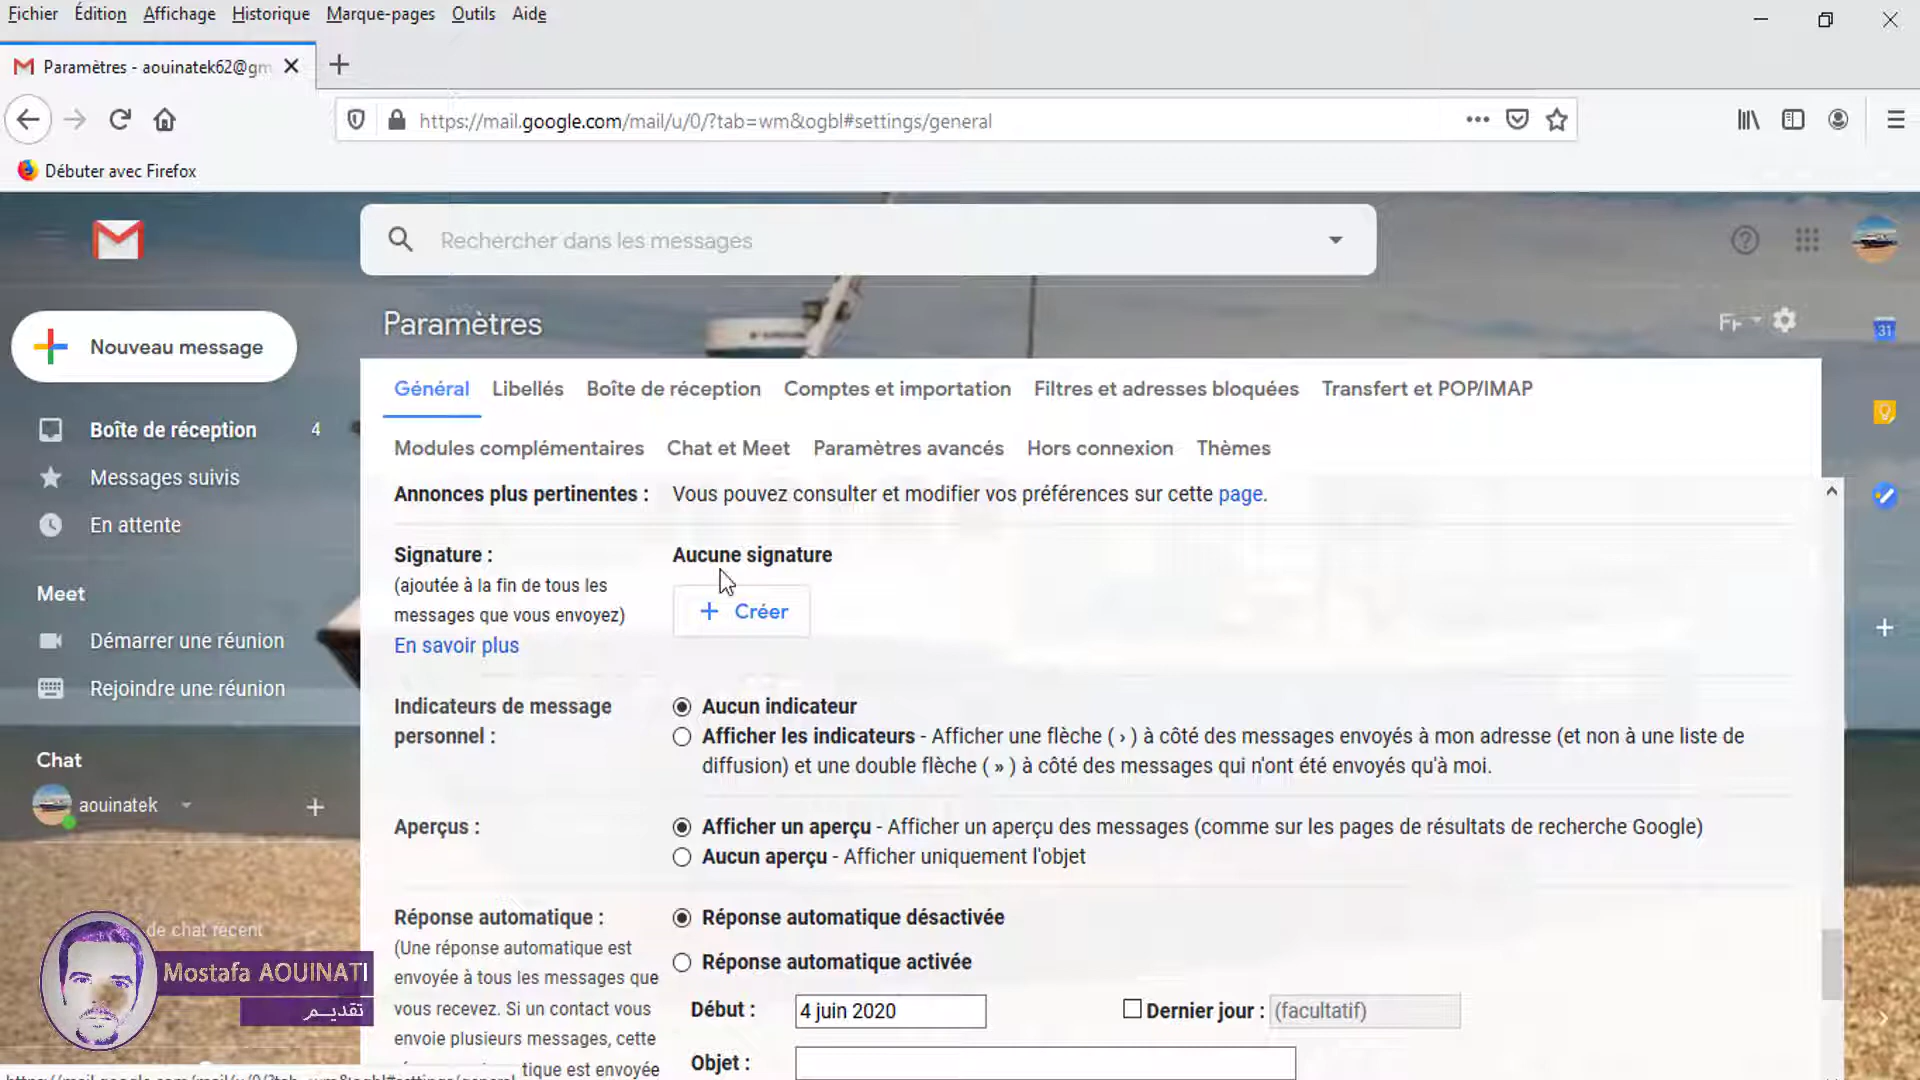 Fichier Édition Affichage Historique Marque-pages Outils Aide
Paramètres - aouinatek62@gm
https://mail.google.com/mail/u/0/?tab=wm&ogbl#settings/general
Débuter avec Firefox
Rechercher dans les messages
Paramètres
Nouveau message
Général Libellés Boîte de réception Comptes et importation Filtres et adresses bloquées Transfert et POP/IMAP
Modules complémentaires Chat et Meet Paramètres avancés Hors connexion Thèmes
Boîte de réception 4
Messages suivis
En attente
Meet
Démarrer une réunion
Rejoindre une réunion
Chat
aouinatek
de chat récent
Mostafa AOUINATI
تقديم
31
Annonces plus pertinentes : Vous pouvez consulter et modifier vos préférences sur cette page.
Signature : Aucune signature
(ajoutée à la fin de tous les
messages que vous envoyez)
+ Créer
En savoir plus
Indicateurs de message
personnel :
Aucun indicateur
Afficher les indicateurs - Afficher une flèche ( › ) à côté des messages envoyés à mon adresse (et non à une liste de
diffusion) et une double flèche ( » ) à côté des messages qui n'ont été envoyés qu'à moi.
Aperçus : Afficher un aperçu - Afficher un aperçu des messages (comme sur les pages de résultats de recherche Google)
Aucun aperçu - Afficher uniquement l'objet
Réponse automatique : Réponse automatique désactivée
(Une réponse automatique est
envoyée à tous les messages que
vous recevez. Si un contact vous
envoie plusieurs messages, cette
tique est envoyée
Réponse automatique activée
Début : 4 juin 2020 Dernier jour : (facultatif)
Objet :